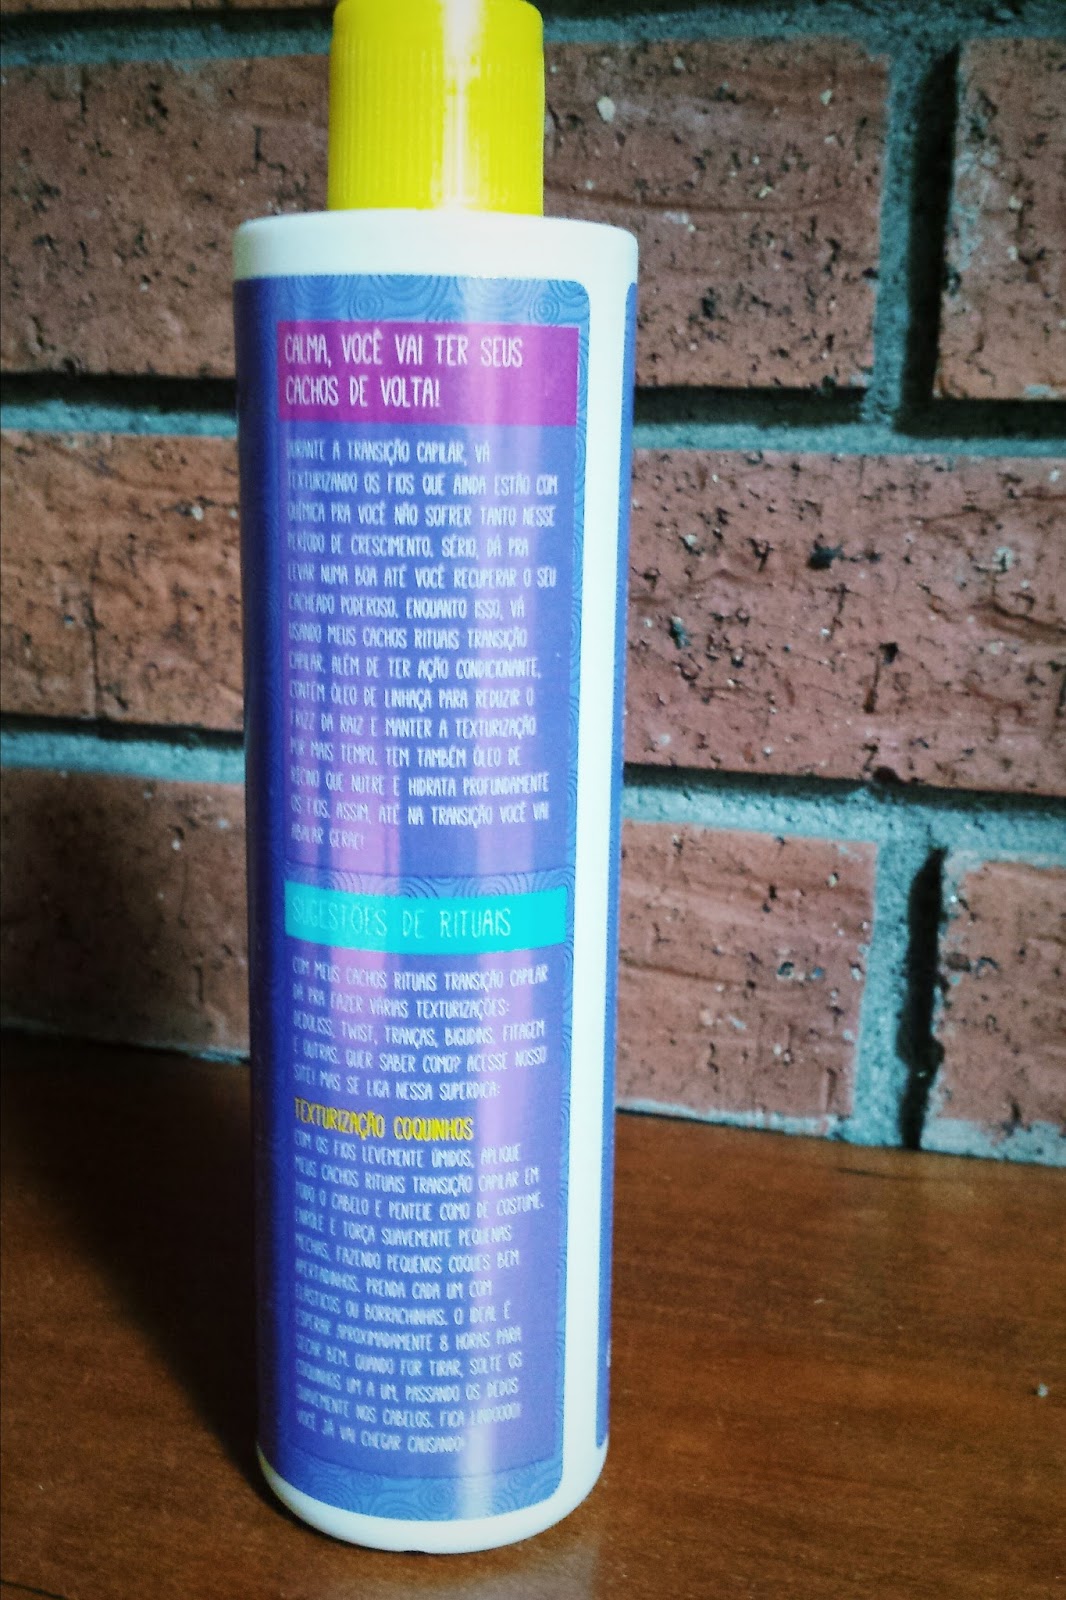 CALMA, VOCÊ VAI TER SEUS
CACHOS DE VOLTA!
DURANTE A TRANSIÇÃO CAPILAR, VÁ
TEXTURIZANDO OS FIOS QUE AINDA ESTÃO COM
QUÍMICA PRA VOCÊ NÃO SOFRER TANTO NESSE
PERÍODO DE CRESCIMENTO. SÉRIO, DÁ PRA
LEVAR NUMA BOA ATÉ VOCÊ RECUPERAR O SEU
CACHEADO PODEROSO. ENQUANTO ISSO, VÁ
USANDO MEUS CACHOS RITUAIS TRANSIÇÃO
CAPILAR. ALÉM DE TER AÇÃO CONDICIONANTE,
CONTÉM ÓLEO DE LINHAÇA PARA REDUZIR O
FRIZZ DA RAIZ E MANTER A TEXTURIZAÇÃO
POR MAIS TEMPO. TEM TAMBÉM ÓLEO DE
RÍCINO QUE NUTRE E HIDRATA PROFUNDAMENTE
OS FIOS. ASSIM, ATÉ NA TRANSIÇÃO VOCÊ VAI
ABALAR GERAL!
SUGESTÕES DE RITUAIS
COM MEUS CACHOS RITUAIS TRANSIÇÃO CAPILAR
DÁ PRA FAZER VÁRIAS TEXTURIZAÇÕES:
DEDOLISS, TWIST, TRANÇAS, BIGUDINS, FITAGEM
E OUTRAS. QUER SABER COMO? ACESSE NOSSO
SITE! MAS SE LIGA NESSA SUPERDICA:
TEXTURIZAÇÃO COQUINHOS
COM OS FIOS LEVEMENTE ÚMIDOS, APLIQUE
MEUS CACHOS RITUAIS TRANSIÇÃO CAPILAR EM
TODO O CABELO E PENTEIE COMO DE COSTUME.
ENROLE E TORÇA SUAVEMENTE PEQUENAS
MECHAS, FAZENDO PEQUENOS COQUES BEM
APERTADINHOS. PRENDA CADA UM COM
ELÁSTICOS OU BORRACHINHAS. O IDEAL É
ESPERAR APROXIMADAMENTE 8 HORAS PARA
SECAR BEM. QUANDO FOR TIRAR, SOLTE OS
COQUINHOS UM A UM, PASSANDO OS DEDOS
SUAVEMENTE NOS CABELOS. FICA LINDOOOO!
VOCÊ JÁ VAI CHEGAR CAUSANDO!